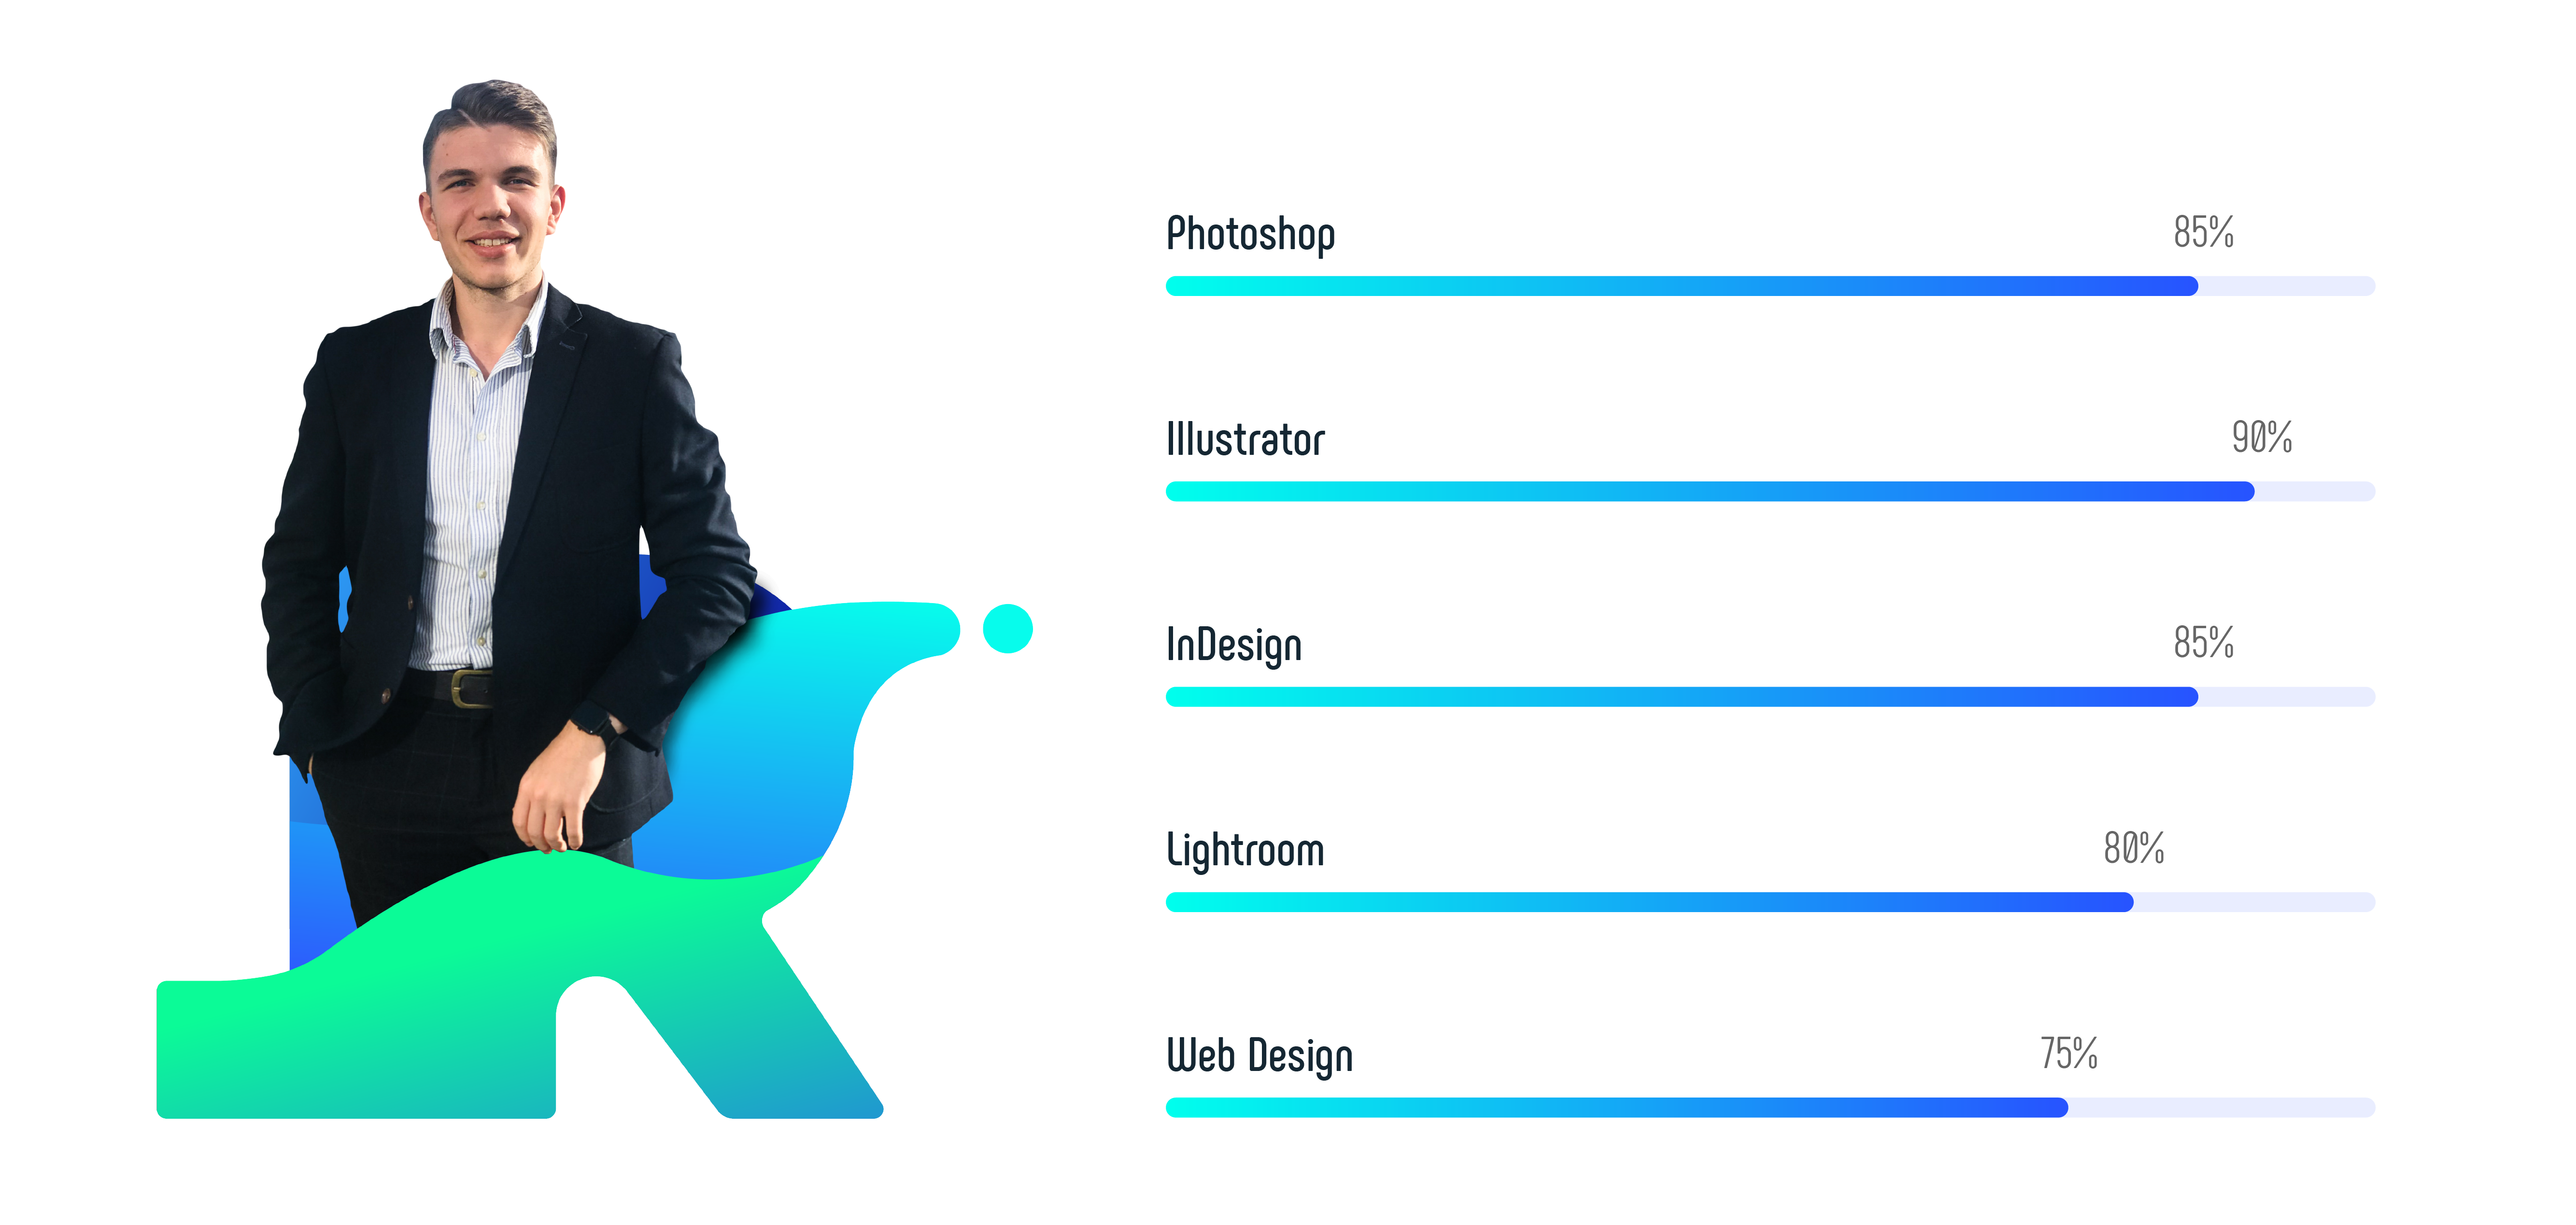 Photoshop 85%
Illustrator 90%
InDesign 85%
Lightroom 80%
Web Design 75%